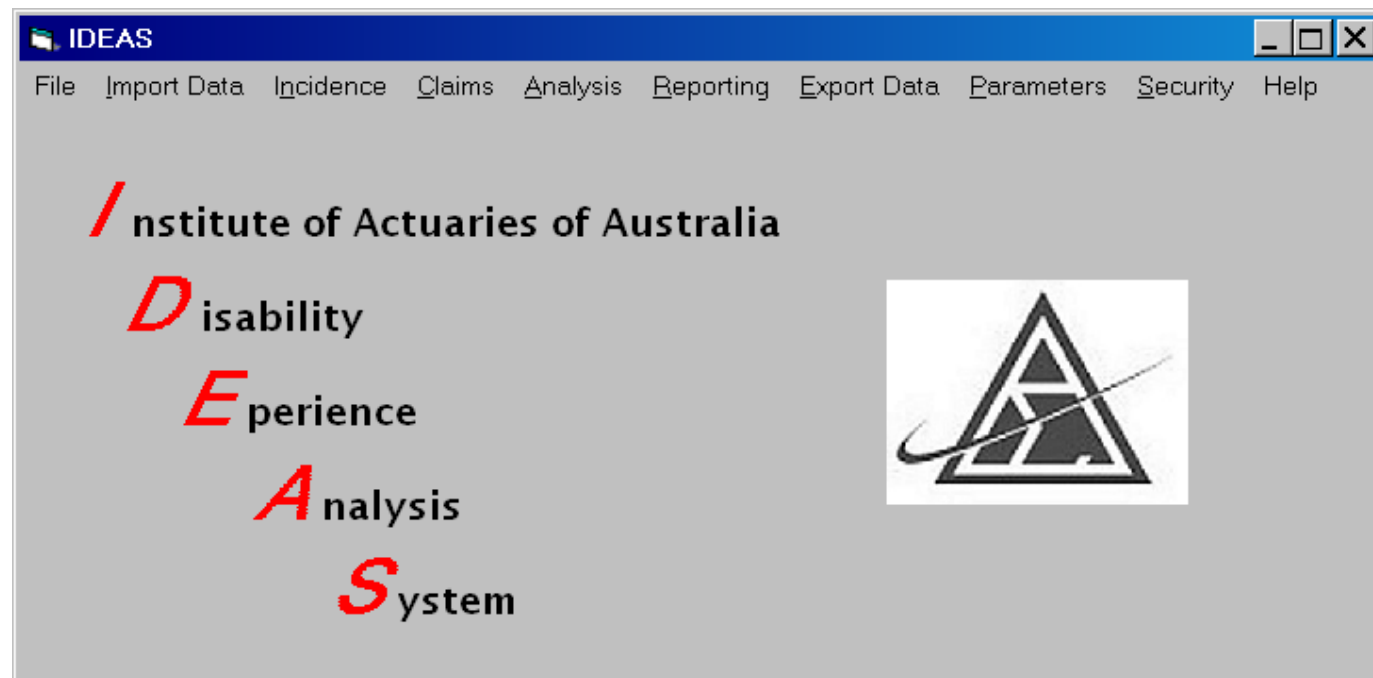 IDEAS
File Import Data Incidence Claims Analysis Reporting Export Data Parameters Security Help
Institute of Actuaries of Australia
Disability
Eperience
Analysis
System